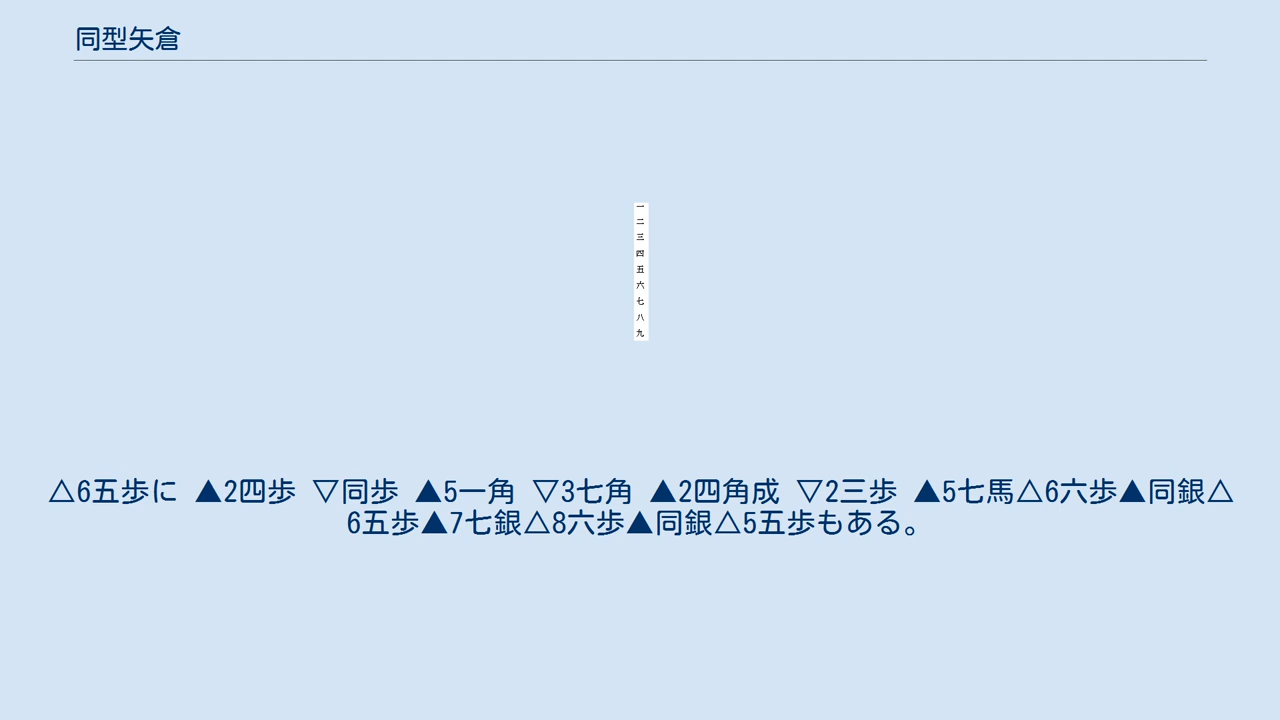 同型矢倉
一
二
三
四
五
六
七
八
九
△6五歩に ▲2四歩 ▽同歩 ▲5一角 ▽3七角 ▲2四角成 ▽2三歩 ▲5七馬△6六歩▲同銀△
6五歩▲7七銀△8六歩▲同銀△5五歩もある。